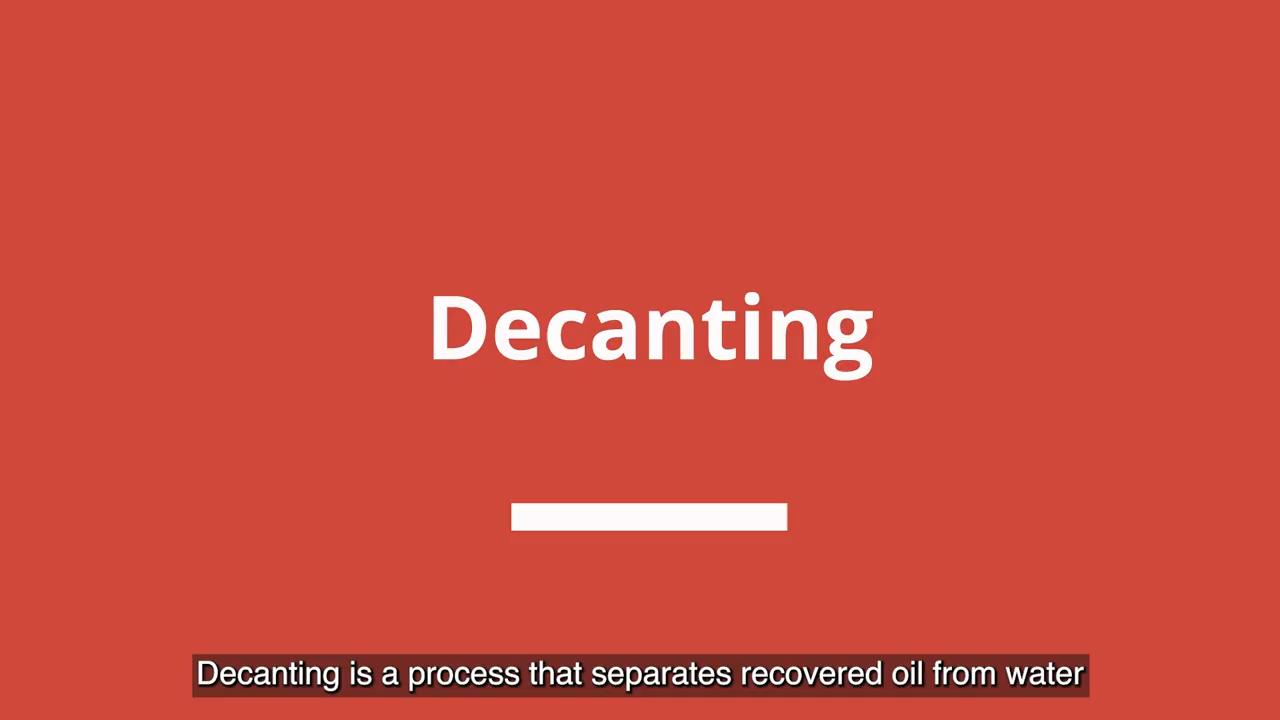 Decanting
Decanting is a process that separates recovered oil from water